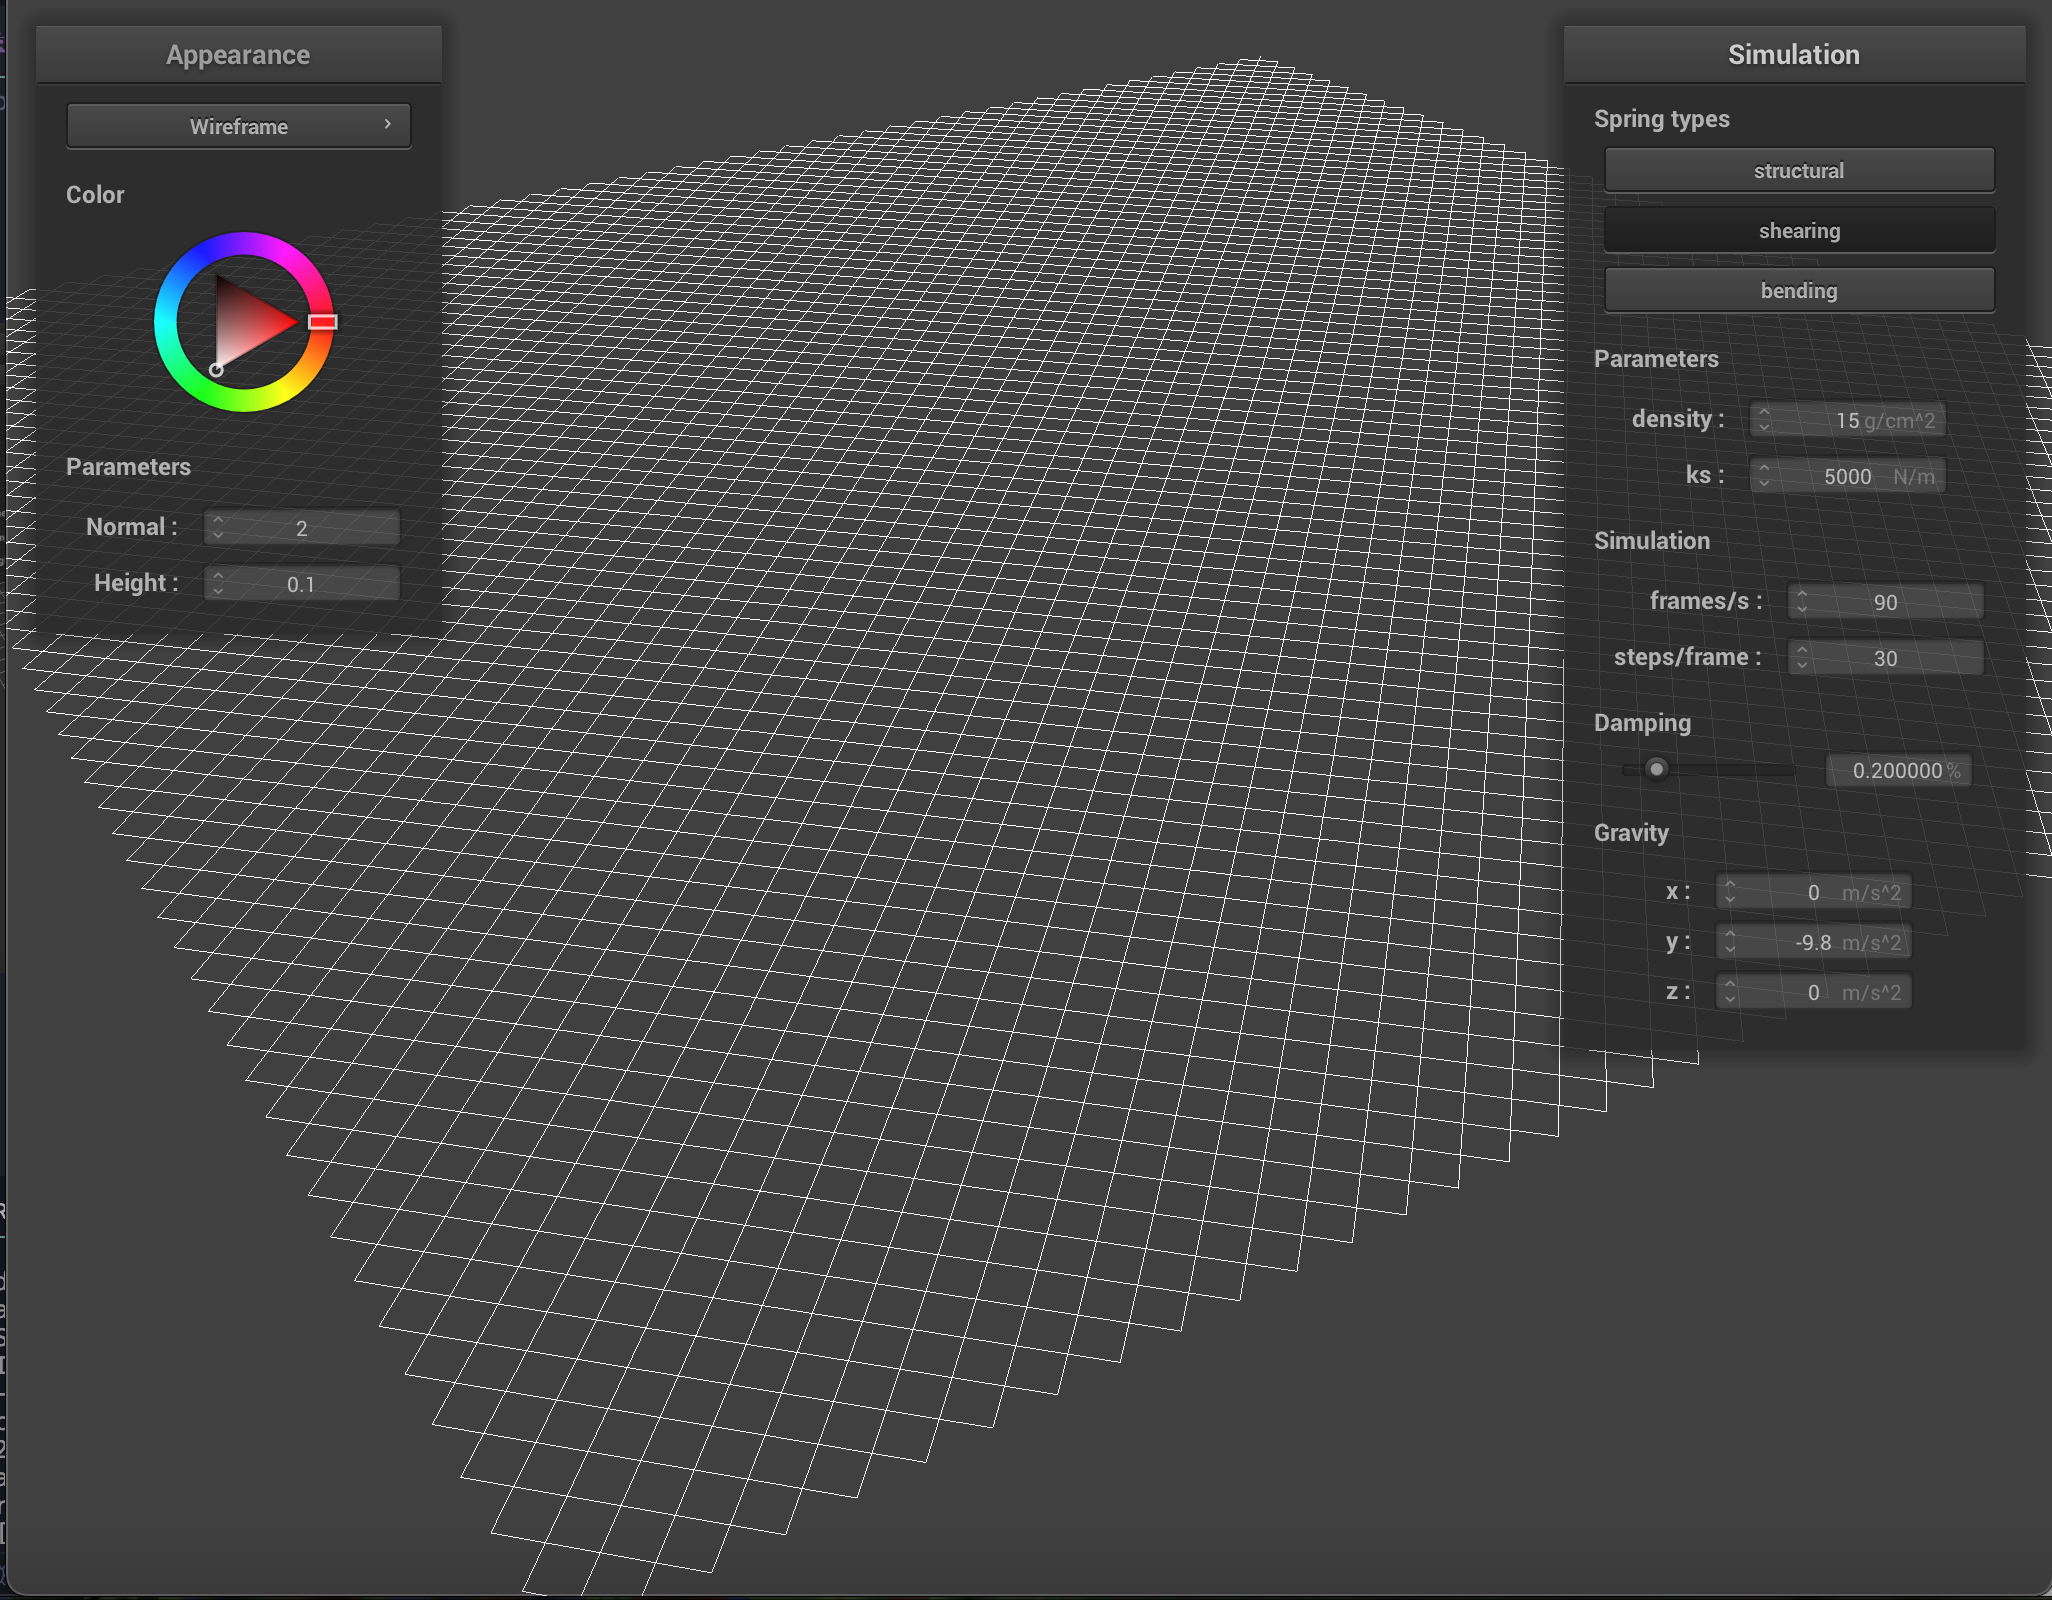 Appearance
Wireframe
Color
Parameters
Normal : 2
Height : 0.1
Simulation
Spring types
structural
shearing
bending
Parameters
density : 15 g/cm^2
ks : 5000 N/m
Simulation
frames/s : 90
steps/frame : 30
Damping
0.200000 %
Gravity
x : 0 m/s^2
y : -9.8 m/s^2
z : 0 m/s^2